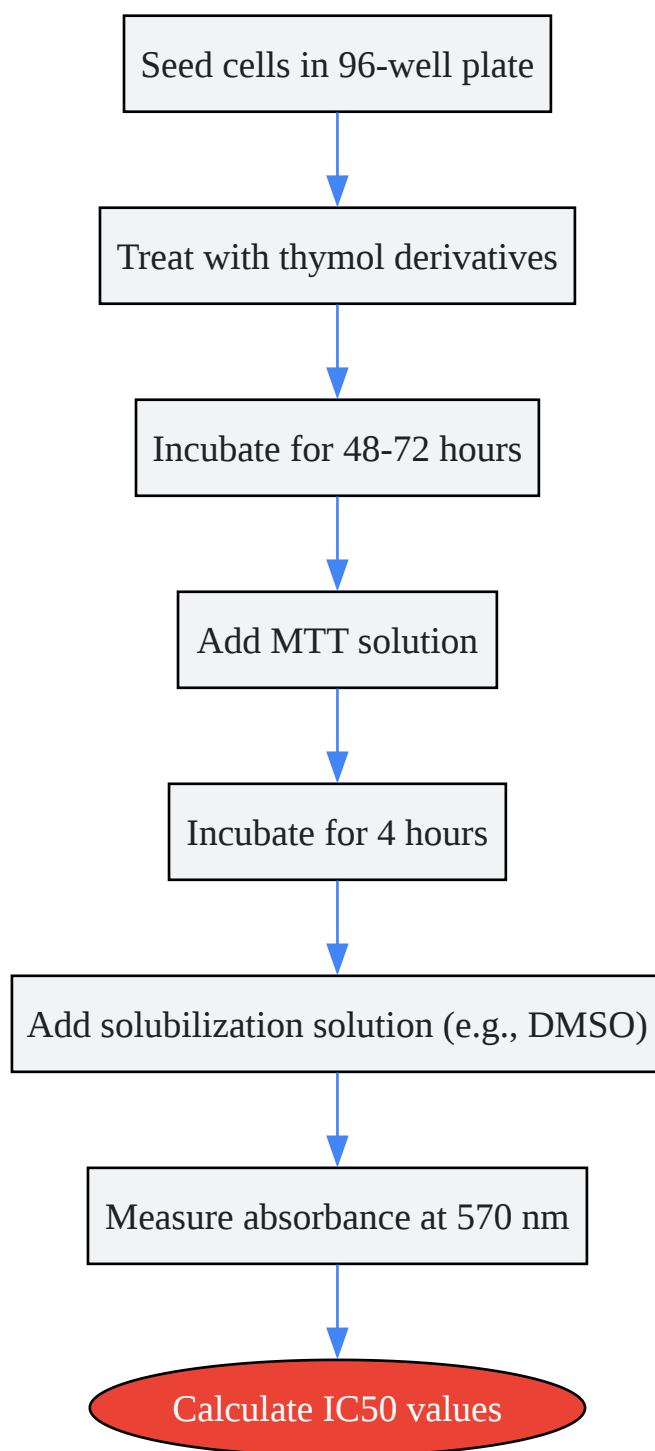 Seed cells in 96-well plate
Treat with thymol derivatives
Incubate for 48-72 hours
Add MTT solution
Incubate for 4 hours
Add solubilization solution (e.g., DMSO)
Measure absorbance at 570 nm
Calculate IC50 values